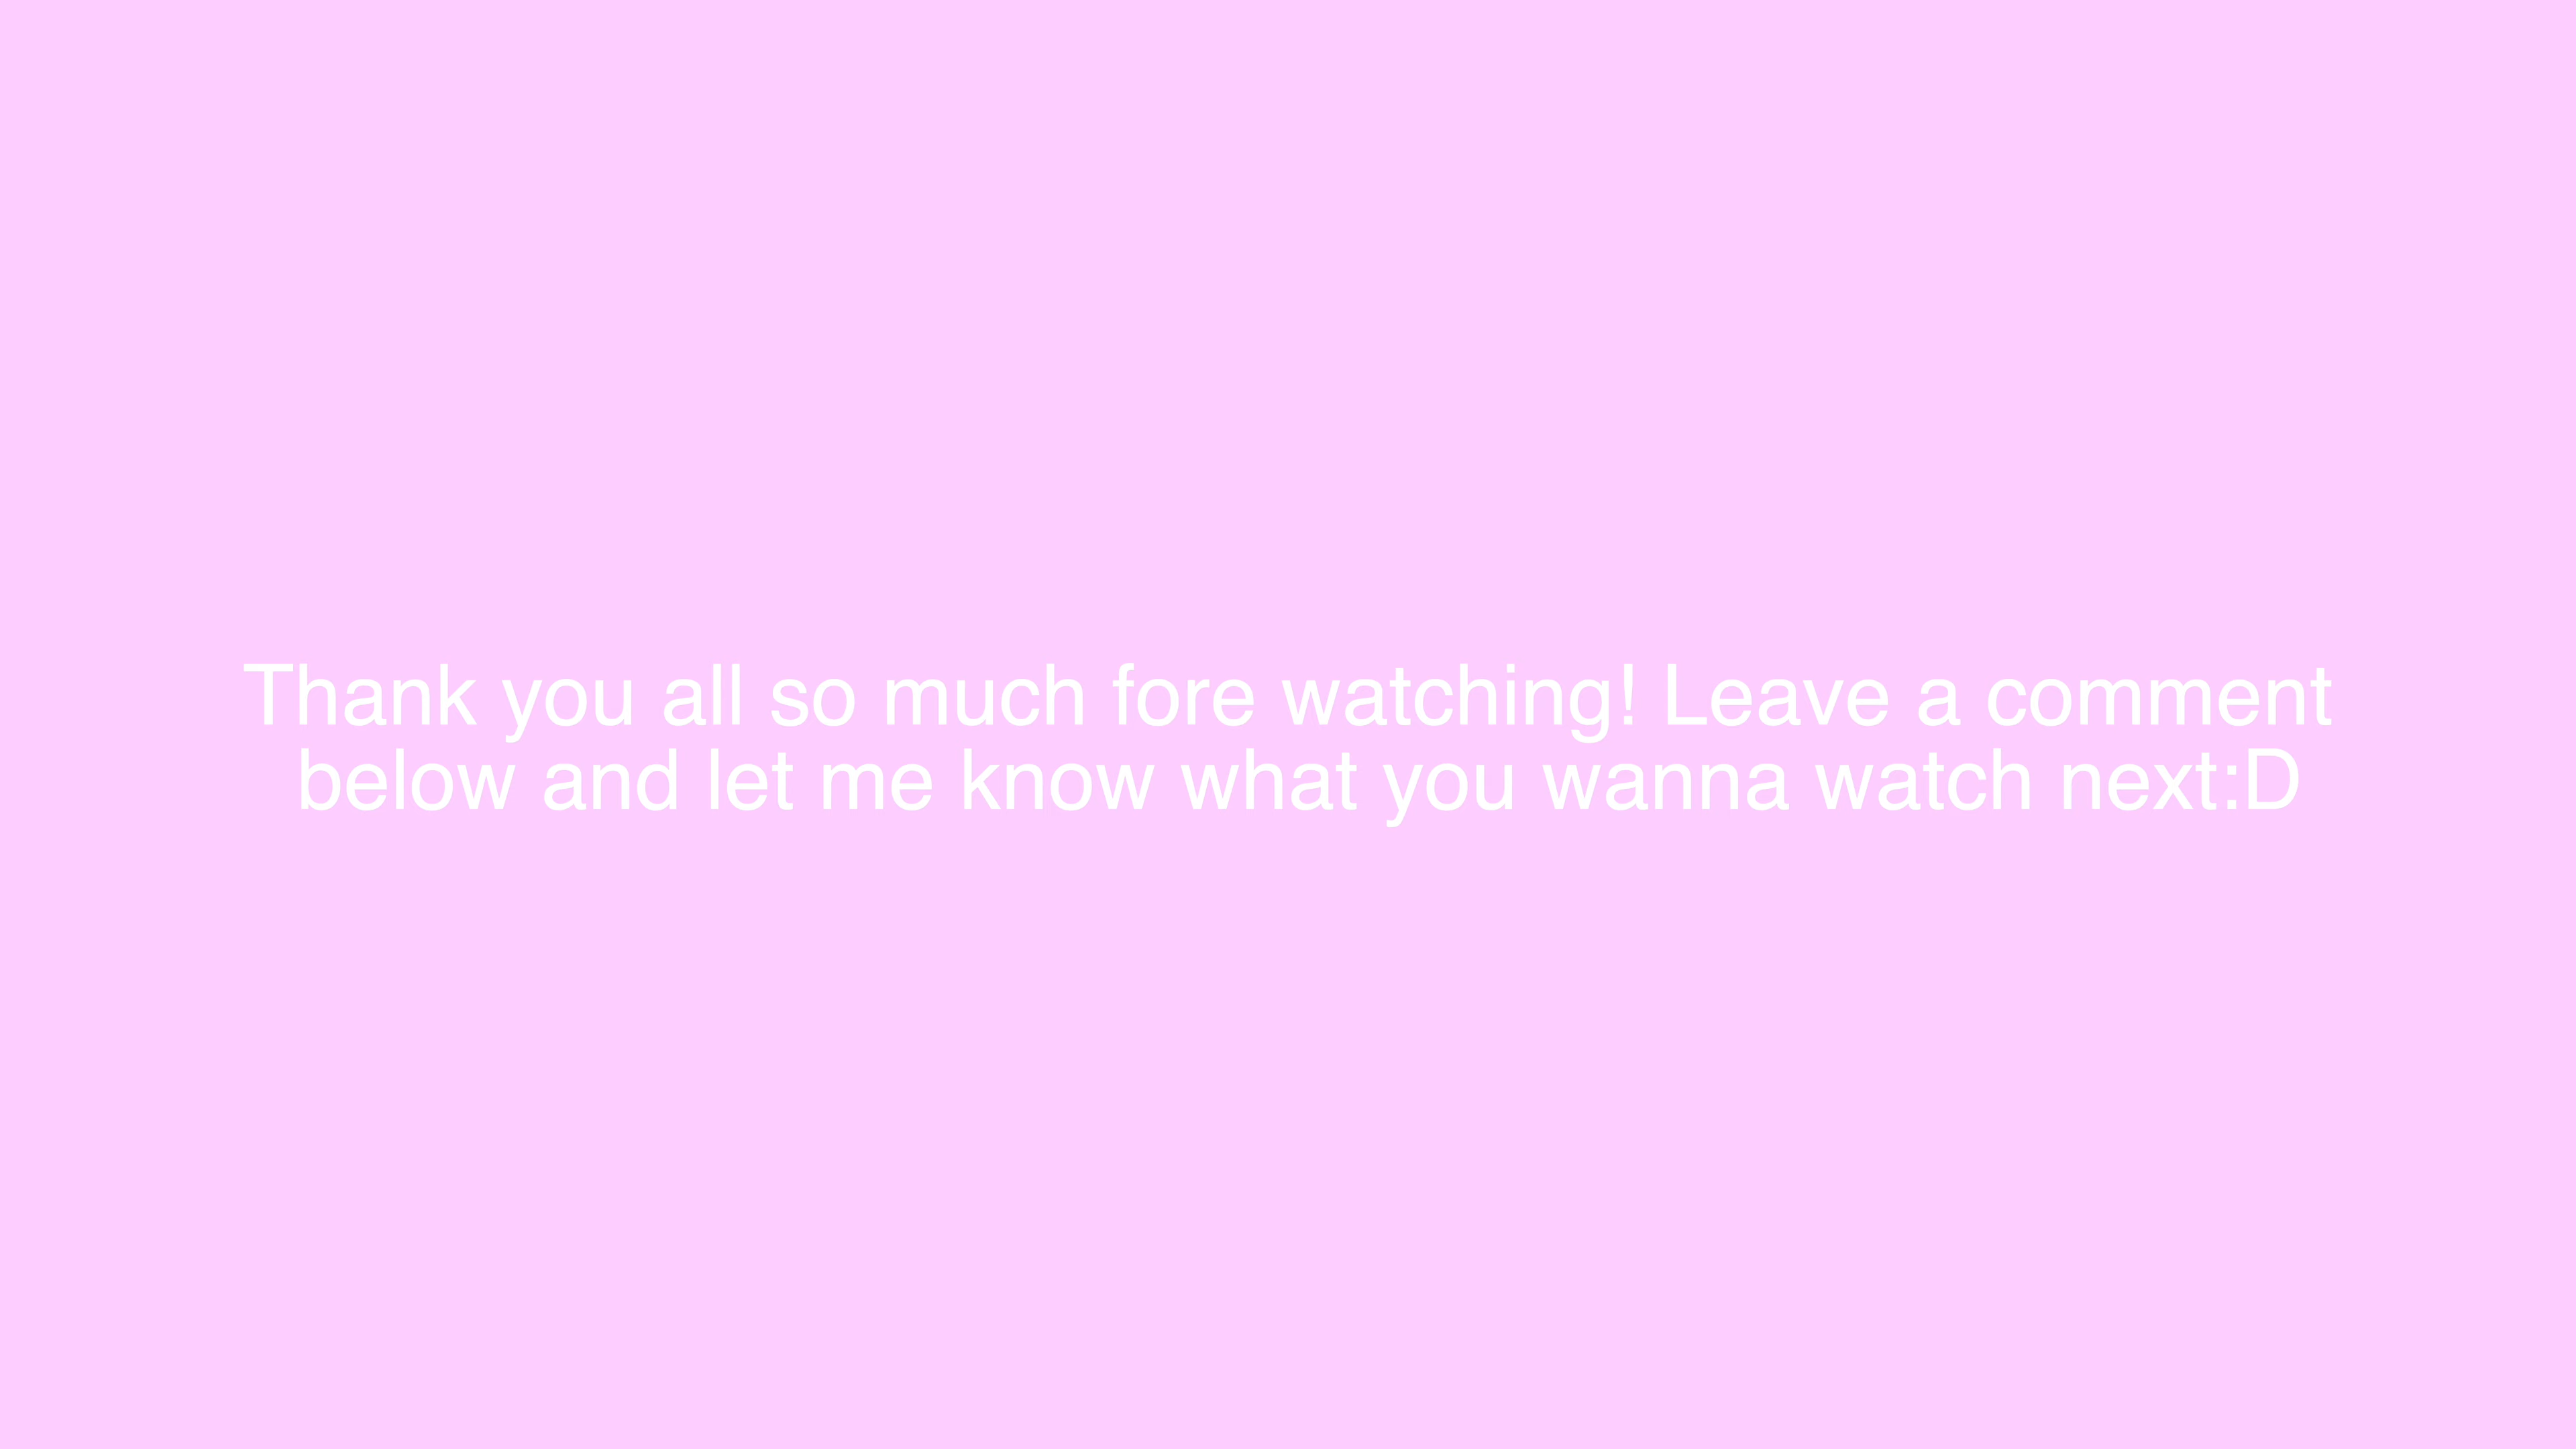 Thank you all so much fore watching! Leave a comment
below and let me know what you wanna watch next:D